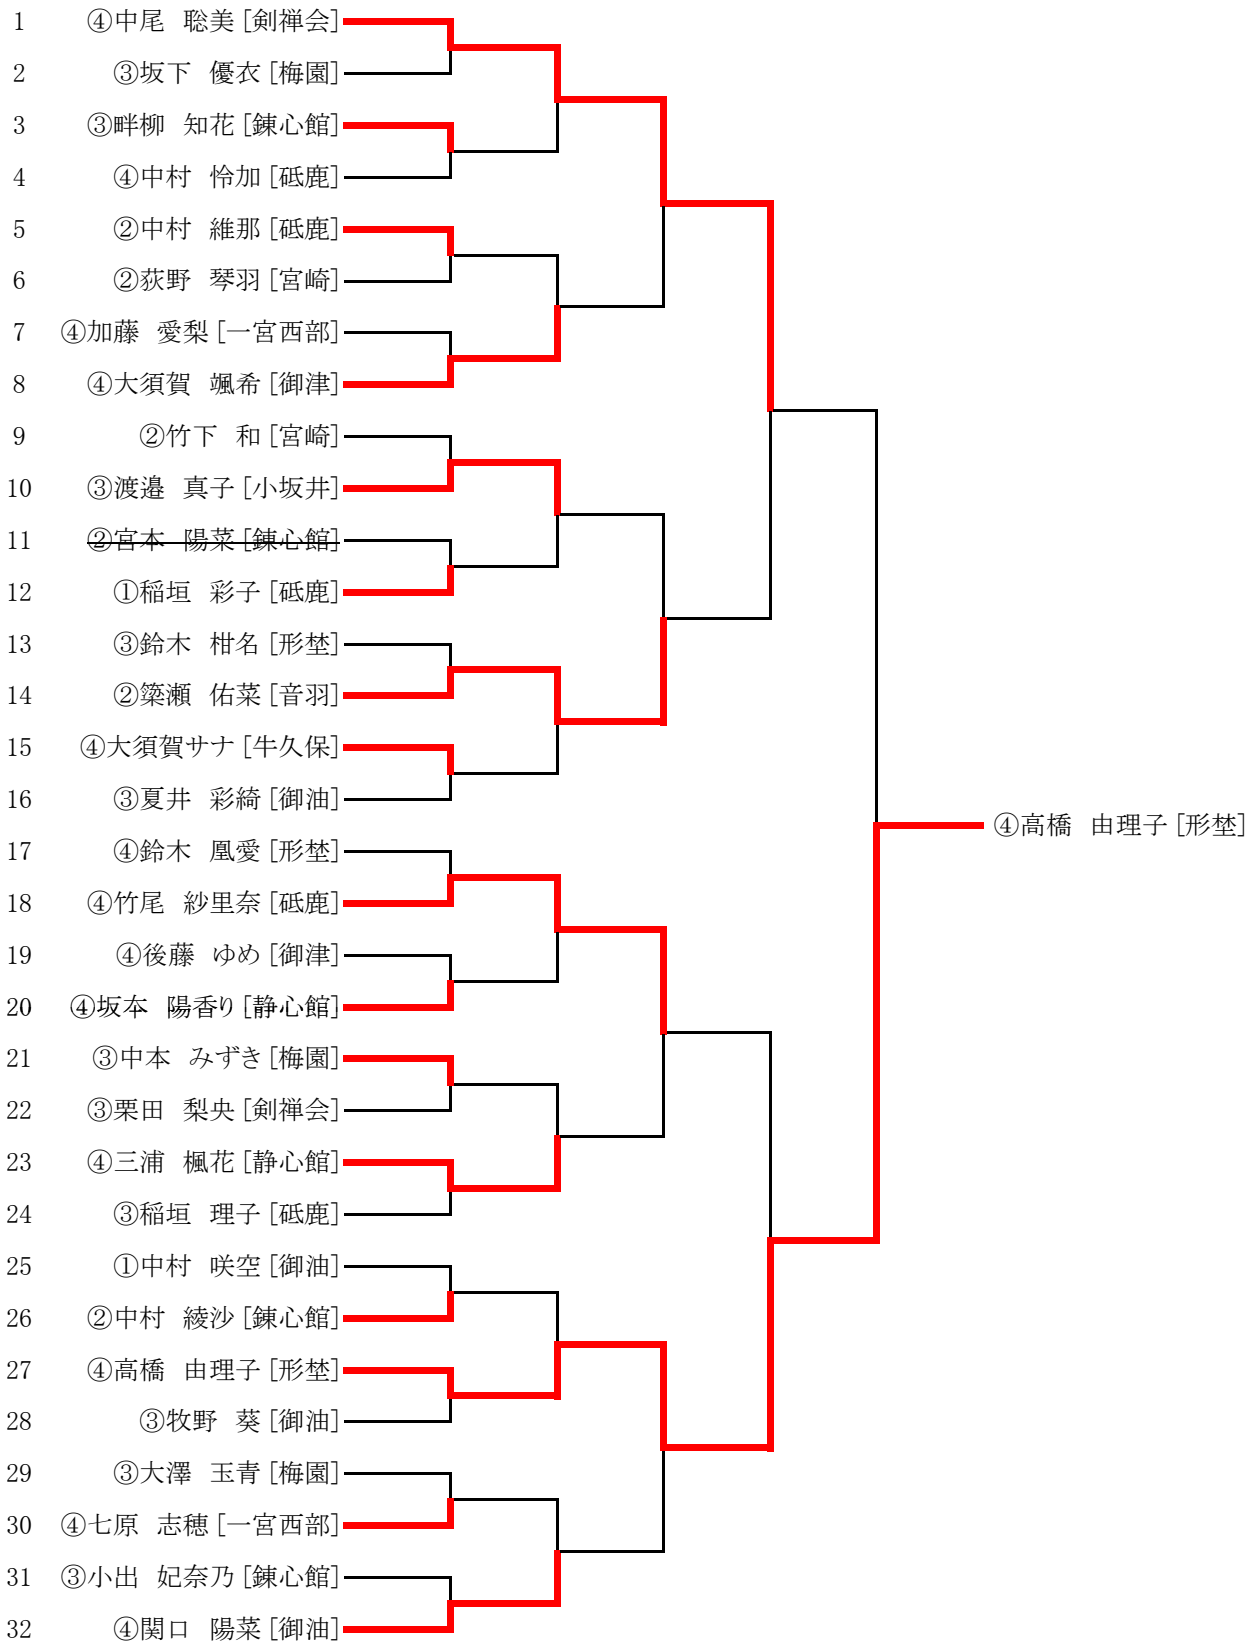 1 ④中尾 聡美 [剣禅会]
2 ③坂下 優衣 [梅園]
3 ③畔柳 知花 [錬心館]
4 ④中村 怜加 [砥鹿]
5 ②中村 維那 [砥鹿]
6 ②荻野 琴羽 [宮崎]
7 ④加藤 愛梨 [一宮西部]
8 ④大須賀 颯希 [御津]
9 ②竹下 和 [宮崎]
10 ③渡邉 真子 [小坂井]
11 ②宮本 陽菜 [錬心館]
12 ①稲垣 彩子 [砥鹿]
13 ③鈴木 柑名 [形埜]
14 ②簗瀬 佑菜 [音羽]
15 ④大須賀サナ [牛久保]
16 ③夏井 彩綺 [御油]
④高橋 由理子 [形埜]
17 ④鈴木 凰愛 [形埜]
18 ④竹尾 紗里奈 [砥鹿]
19 ④後藤 ゆめ [御津]
20 ④坂本 陽香り [静心館]
21 ③中本 みずき [梅園]
22 ③栗田 梨央 [剣禅会]
23 ④三浦 楓花 [静心館]
24 ③稲垣 理子 [砥鹿]
25 ①中村 咲空 [御油]
26 ②中村 綾沙 [錬心館]
27 ④高橋 由理子 [形埜]
28 ③牧野 葵 [御油]
29 ③大澤 玉青 [梅園]
30 ④七原 志穂 [一宮西部]
31 ③小出 妃奈乃 [錬心館]
32 ④関口 陽菜 [御油]